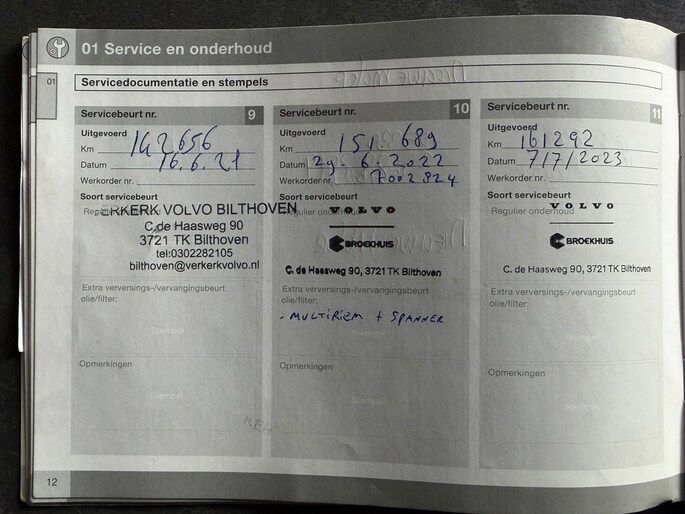 01 Service en onderhoud
01
Servicedocumentatie en stempels
Servicebeurt nr. 9
Uitgevoerd
Km 142656
Datum 16.6.21
Werkorder nr.
Soort servicebeurt
VERKERK VOLVO BILTHOVEN
C. de Haasweg 90
3721 TK Bilthoven
tel:0302282105
bilthoven@verkerkvolvo.nl
Extra verversings-/vervangingsbeurt
olie/filter:
Stempel
Opmerkingen
Stempel
Servicebeurt nr. 10
Uitgevoerd
Km 151.689
Datum 29.6.2022
Werkorder nr. 7002824
Soort servicebeurt
Regulier onderhoud
VOLVO
BROEKHUIS
C. de Haasweg 90, 3721 TK Bilthoven
Extra verversings-/vervangingsbeurt
olie/filter:
- MULTIRIEM + SPANNER
Opmerkingen
Stempel
Servicebeurt nr. 11
Uitgevoerd
Km 161292
Datum 7/7/2023
Werkorder nr.
Soort servicebeurt
Regulier onderhoud
VOLVO
BROEKHUIS
C. de Haasweg 90, 3721 TK Bilthoven
Extra verversings-/vervangingsbeurt
olie/filter:
Stempel
Opmerkingen
Stempel
12